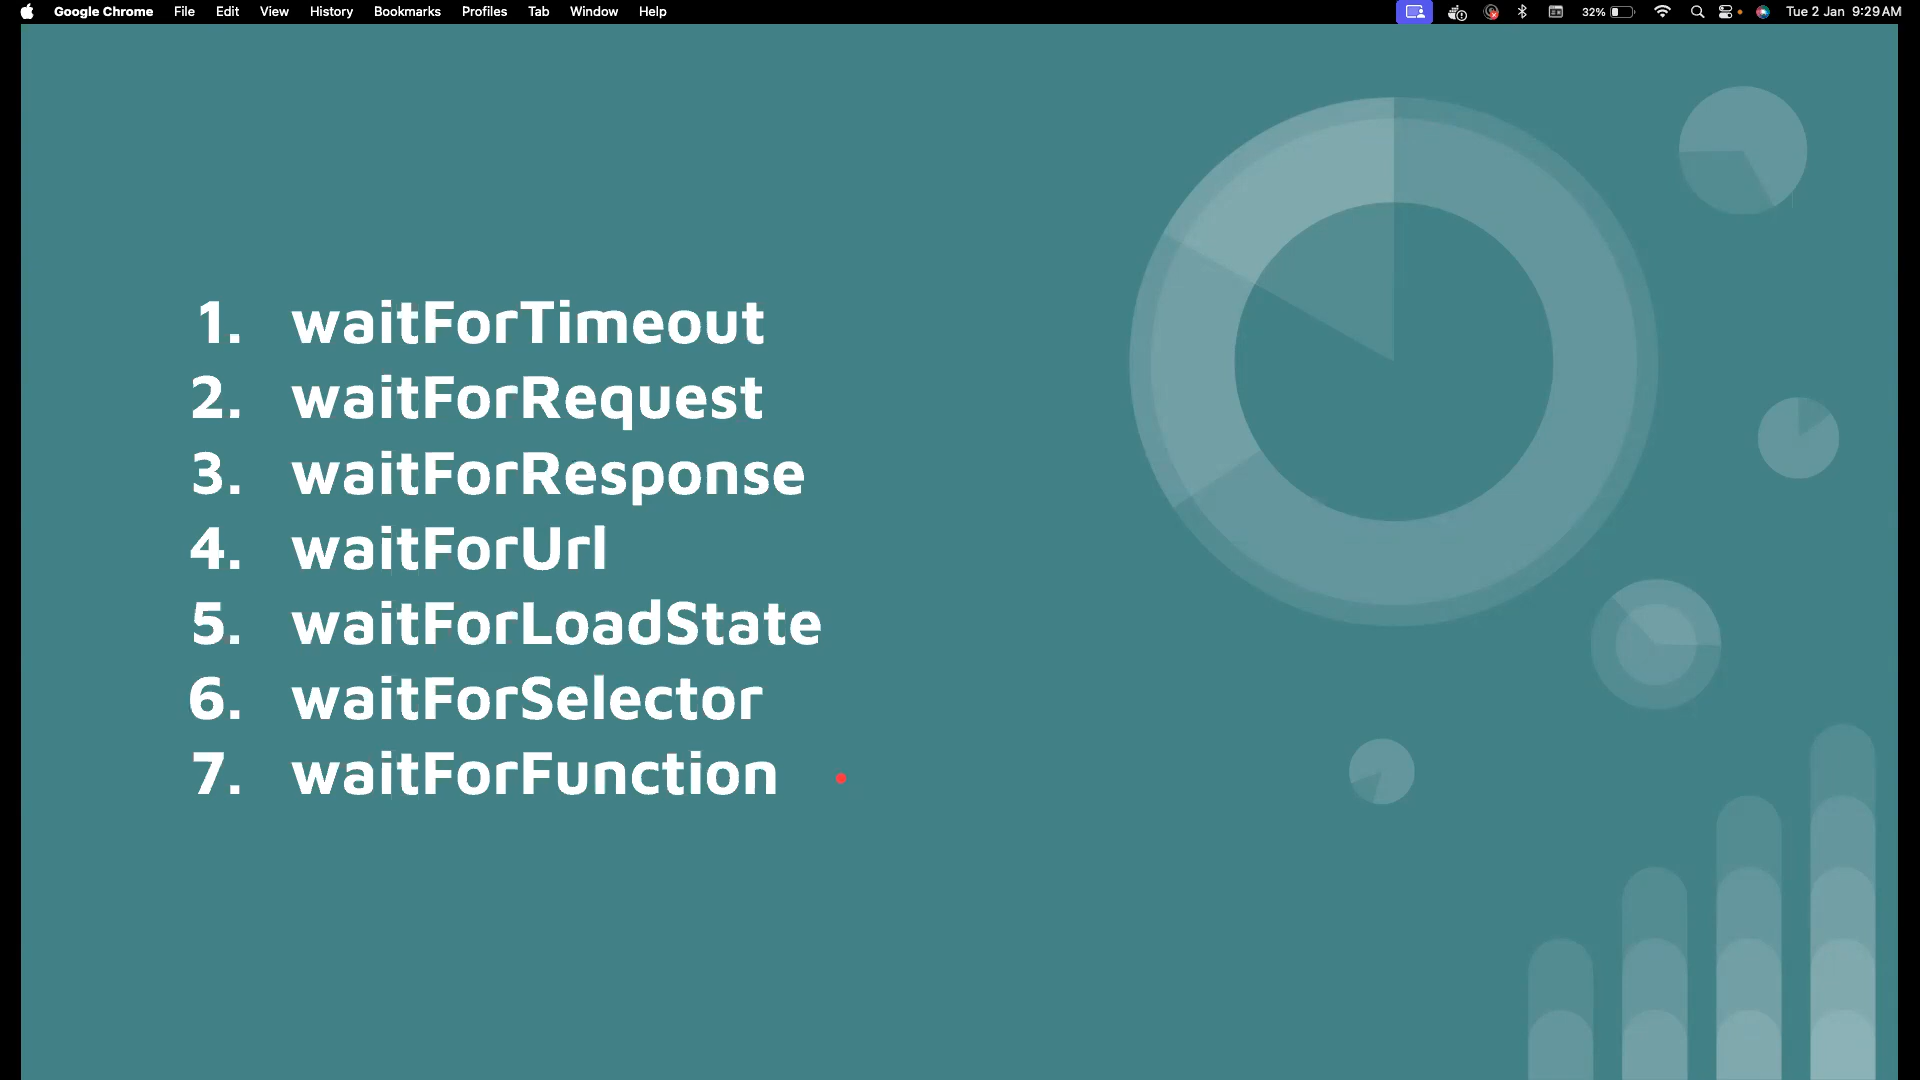 Google Chrome File Edit View History Bookmarks Profiles Tab Window Help 32% Tue 2 Jan 9:29 AM
1. waitForTimeout
2. waitForRequest
3. waitForResponse
4. waitForUrl
5. waitForLoadState
6. waitForSelector
7. waitForFunction